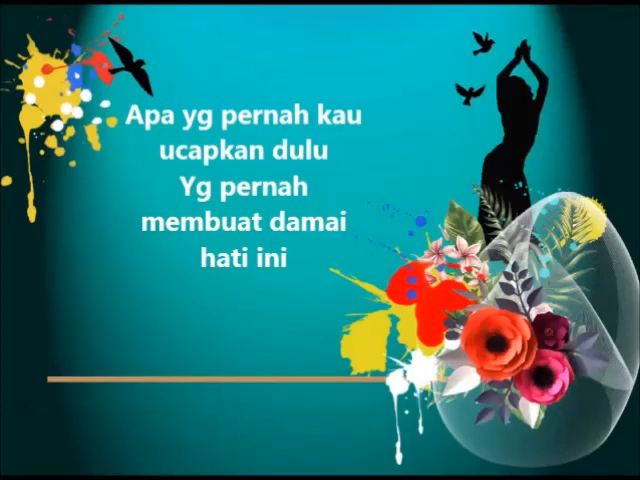 Apa yg pernah kau
ucapkan dulu
Yg pernah
membuat damai
hati ini